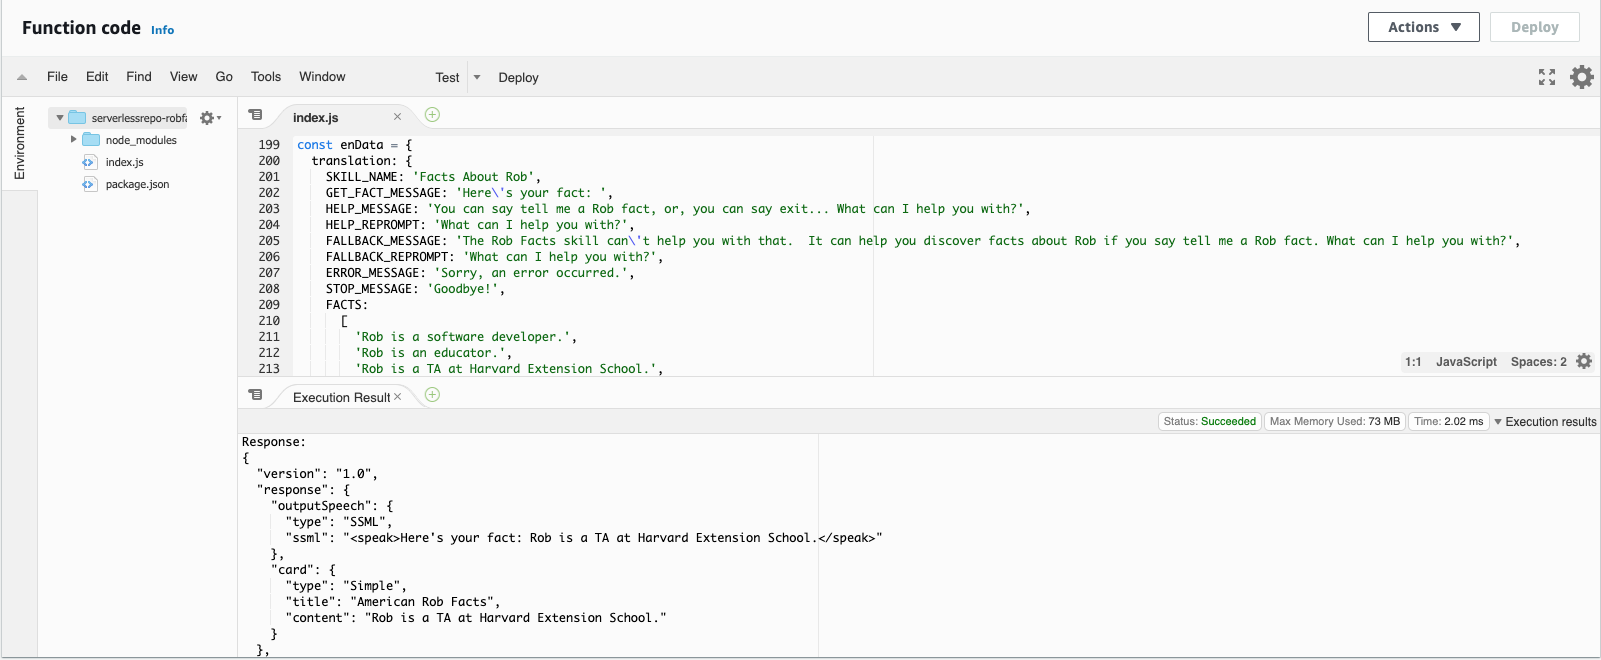 Function code Info
Actions ▼ Deploy
File Edit Find View Go Tools Window Test Deploy
Environment
serverlessrepo-robfa
node_modules
index.js
package.json
index.js
199 const enData = {
200 translation: {
201 SKILL_NAME: 'Facts About Rob',
202 GET_FACT_MESSAGE: 'Here\'s your fact: ',
203 HELP_MESSAGE: 'You can say tell me a Rob fact, or, you can say exit... What can I help you with?',
204 HELP_REPROMPT: 'What can I help you with?',
205 FALLBACK_MESSAGE: 'The Rob Facts skill can\'t help you with that.  It can help you discover facts about Rob if you say tell me a Rob fact. What can I help you with?',
206 FALLBACK_REPROMPT: 'What can I help you with?',
207 ERROR_MESSAGE: 'Sorry, an error occurred.',
208 STOP_MESSAGE: 'Goodbye!',
209 FACTS:
210 [
211 'Rob is a software developer.',
212 'Rob is an educator.',
213 'Rob is a TA at Harvard Extension School.',
1:1 JavaScript Spaces: 2
Execution Result
Status: Succeeded Max Memory Used: 73 MB Time: 2.02 ms Execution results
Response:
{
"version": "1.0",
"response": {
"outputSpeech": {
"type": "SSML",
"ssml": "<speak>Here's your fact: Rob is a TA at Harvard Extension School.</speak>"
},
"card": {
"type": "Simple",
"title": "American Rob Facts",
"content": "Rob is a TA at Harvard Extension School."
}
},